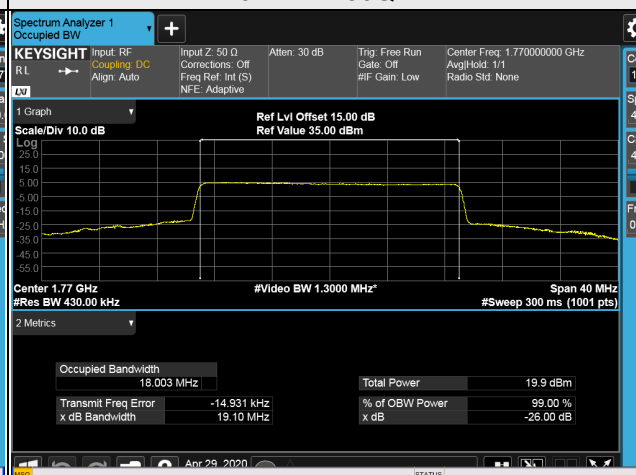 Spectrum Analyzer 1
Occupied BW
KEYSIGHT
RL
LXI
Input: RF
Coupling: DC
Align: Auto
Input Z: 50 Ω
Corrections: Off
Freq Ref: Int (S)
NFE: Adaptive
Atten: 30 dB
Trig: Free Run
Gate: Off
#IF Gain: Low
Center Freq: 1.770000000 GHz
Avg|Hold: 1/1
Radio Std: None
1 Graph
Scale/Div 10.0 dB
Ref Lvl Offset 15.00 dB
Ref Value 35.00 dBm
Log
25.0
15.0
5.00
-5.00
-15.0
-25.0
-35.0
-45.0
-55.0
Center 1.77 GHz
#Video BW 1.3000 MHz*
Span 40 MHz
#Res BW 430.00 kHz
#Sweep 300 ms (1001 pts)
2 Metrics
Occupied Bandwidth
18.003 MHz
Total Power 19.9 dBm
Transmit Freq Error -14.931 kHz
% of OBW Power 99.00 %
x dB Bandwidth 19.10 MHz
x dB -26.00 dB
Apr 29, 2020
MSG
STATUS